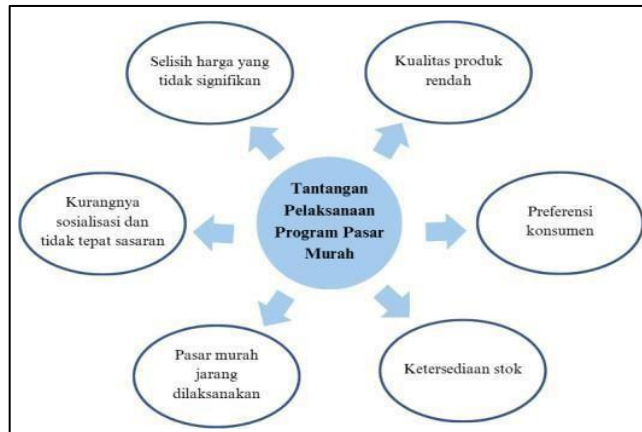 Selisih harga yang
tidak signifikan
Kualitas produk
rendah
Kurangnya
sosialisasi dan
tidak tepat sasaran
Tantangan
Pelaksanaan
Program Pasar
Murah
Preferensi
konsumen
Pasar murah
jarang
dilaksanakan
Ketersediaan stok